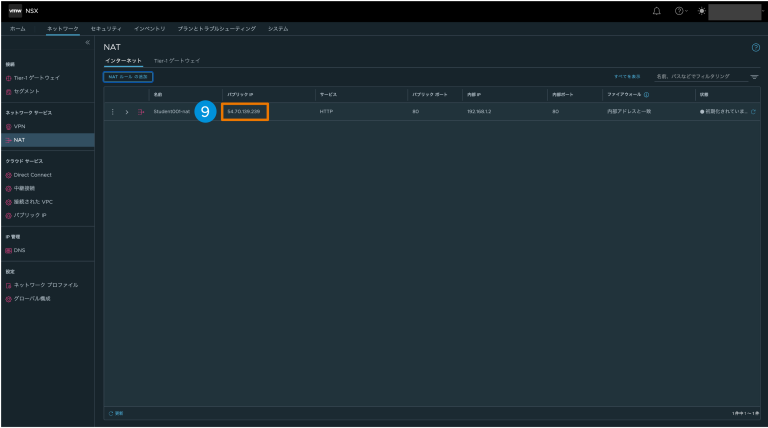 vmw NSX
ホーム ネットワーク セキュリティ インベントリ プランとトラブルシューティング システム
NAT
インターネット Tier-1 ゲートウェイ
NAT ルール の追加 すべてを表示 名前、パスなどでフィルタリング
名前 パブリック IP サービス パブリック ポート 内部 IP 内部ポート ファイアウォール 状態
Student001-nat 9 54.70.139.239 HTTP 80 192.168.1.2 80 内部アドレスと一致 初期化されていま...
接続
Tier-1 ゲートウェイ
セグメント
ネットワーク サービス
VPN
NAT
クラウド サービス
Direct Connect
中継接続
接続された VPC
パブリック IP
IP 管理
DNS
設定
ネットワーク プロファイル
グローバル構成
更新 1件中 1～1件